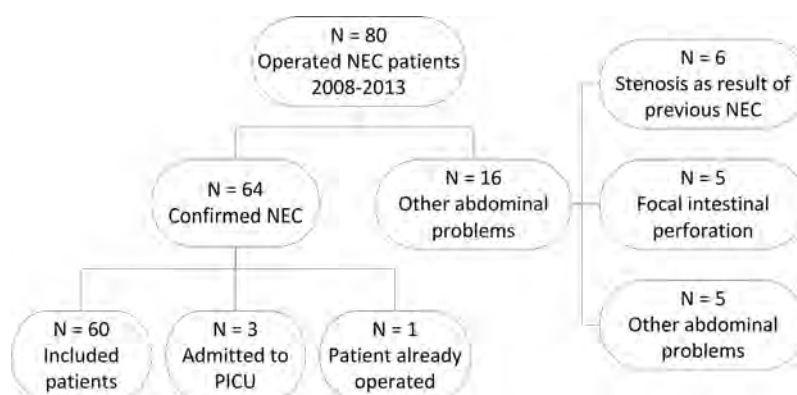 N = 80
Operated NEC patients
2008-2013
N = 6
Stenosis as result of
previous NEC
N = 64
Confirmed NEC
N = 16
Other abdominal
problems
N = 5
Focal intestinal
perforation
N = 5
Other abdominal
problems
N = 60
Included
patients
N = 3
Admitted to
PICU
N = 1
Patient already
operated